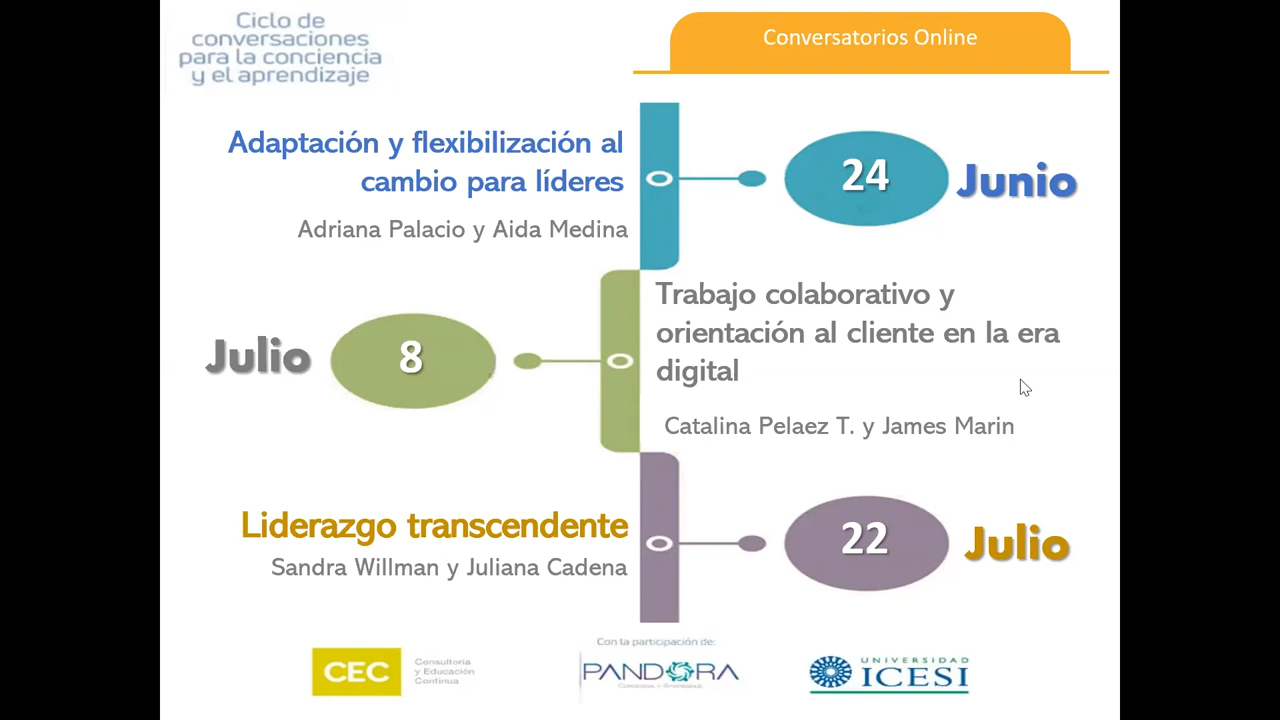 Ciclo de
conversaciones
para la conciencia
y el aprendizaje
Conversatorios Online
Adaptación y flexibilización al
cambio para líderes
Adriana Palacio y Aida Medina
24
Junio
Julio
8
Trabajo colaborativo y
orientación al cliente en la era
digital
Catalina Pelaez T. y James Marin
Liderazgo transcendente
Sandra Willman y Juliana Cadena
22
Julio
CEC
Consultoría
y Educación
Continua
Con la participación de:
PANDORA
UNIVERSIDAD
ICESI